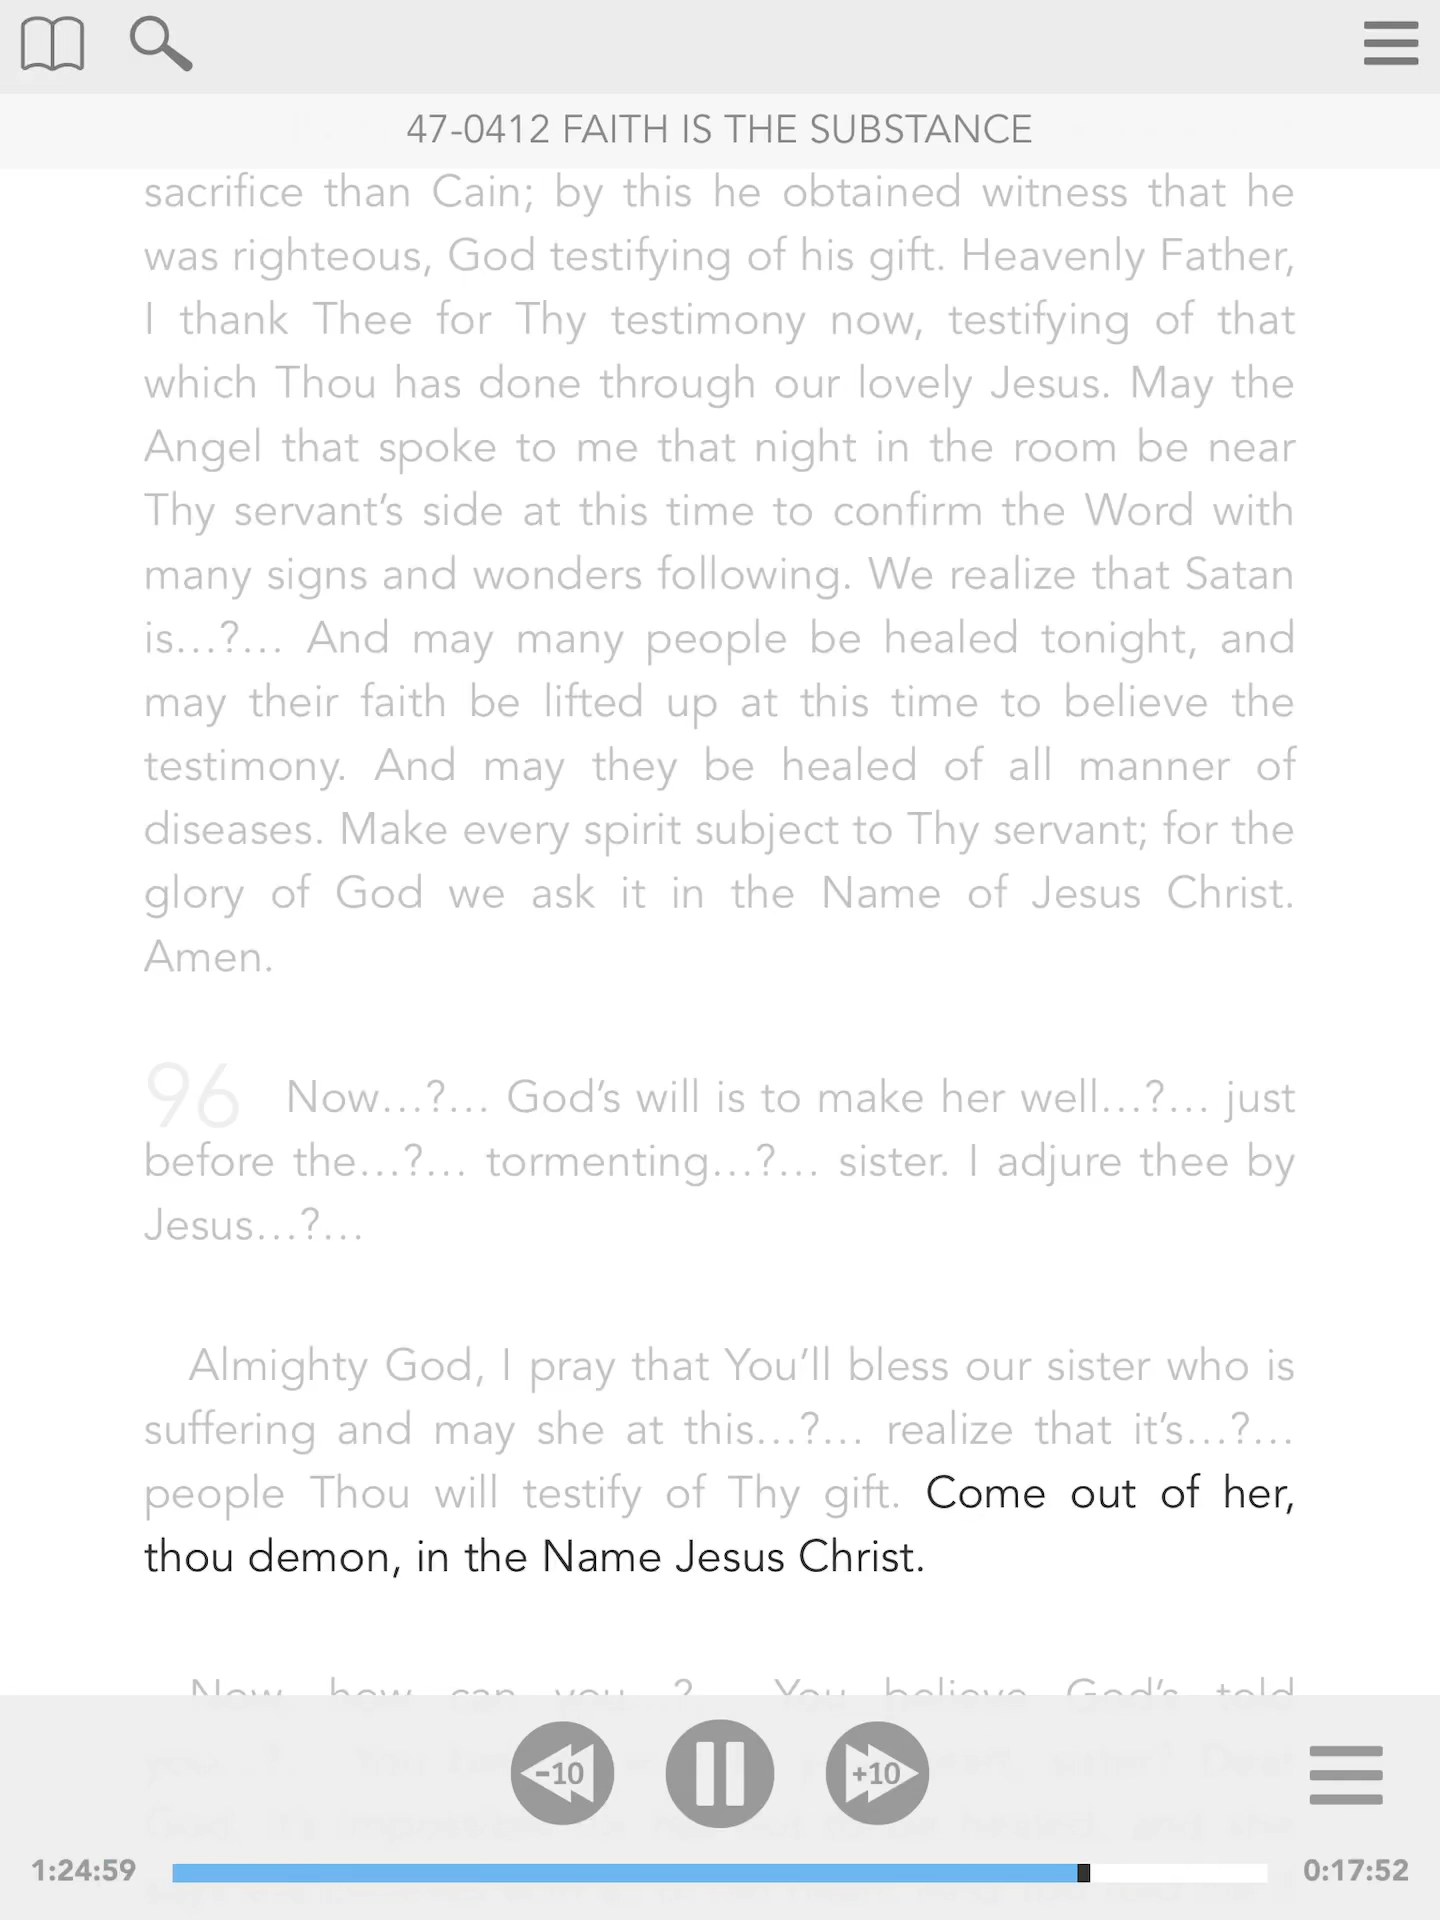 47-0412 FAITH IS THE SUBSTANCE
sacrifice than Cain; by this he obtained witness that he
was righteous, God testifying of his gift. Heavenly Father,
I thank Thee for Thy testimony now, testifying of that
which Thou has done through our lovely Jesus. May the
Angel that spoke to me that night in the room be near
Thy servant’s side at this time to confirm the Word with
many signs and wonders following. We realize that Satan
is...?... And may many people be healed tonight, and
may their faith be lifted up at this time to believe the
testimony. And may they be healed of all manner of
diseases. Make every spirit subject to Thy servant; for the
glory of God we ask it in the Name of Jesus Christ.
Amen.
96 Now...?... God’s will is to make her well...?... just
before the...?... tormenting...?... sister. I adjure thee by
Jesus...?...
Almighty God, I pray that You’ll bless our sister who is
suffering and may she at this...?... realize that it’s...?...
people Thou will testify of Thy gift. Come out of her,
thou demon, in the Name Jesus Christ.
Now, how can you...?... You believe God’s told
-10 +10
1:24:59 0:17:52